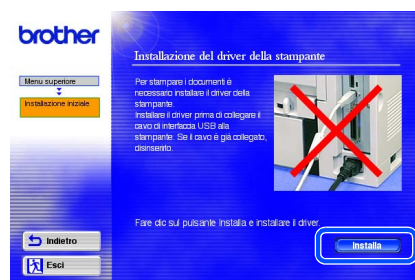 brother
Installazione del driver della stampante
Menu superiore
Installazione iniziale
Per stampare i documenti è
necessario installare il driver della
stampante.
Installare il driver prima di collegare il
cavo di interfaccia USB alla
stampante. Se il cavo è già collegato,
disinserirlo.
Fare clic sul pulsante Installa e installare il driver.
Indietro
Installa
Esci